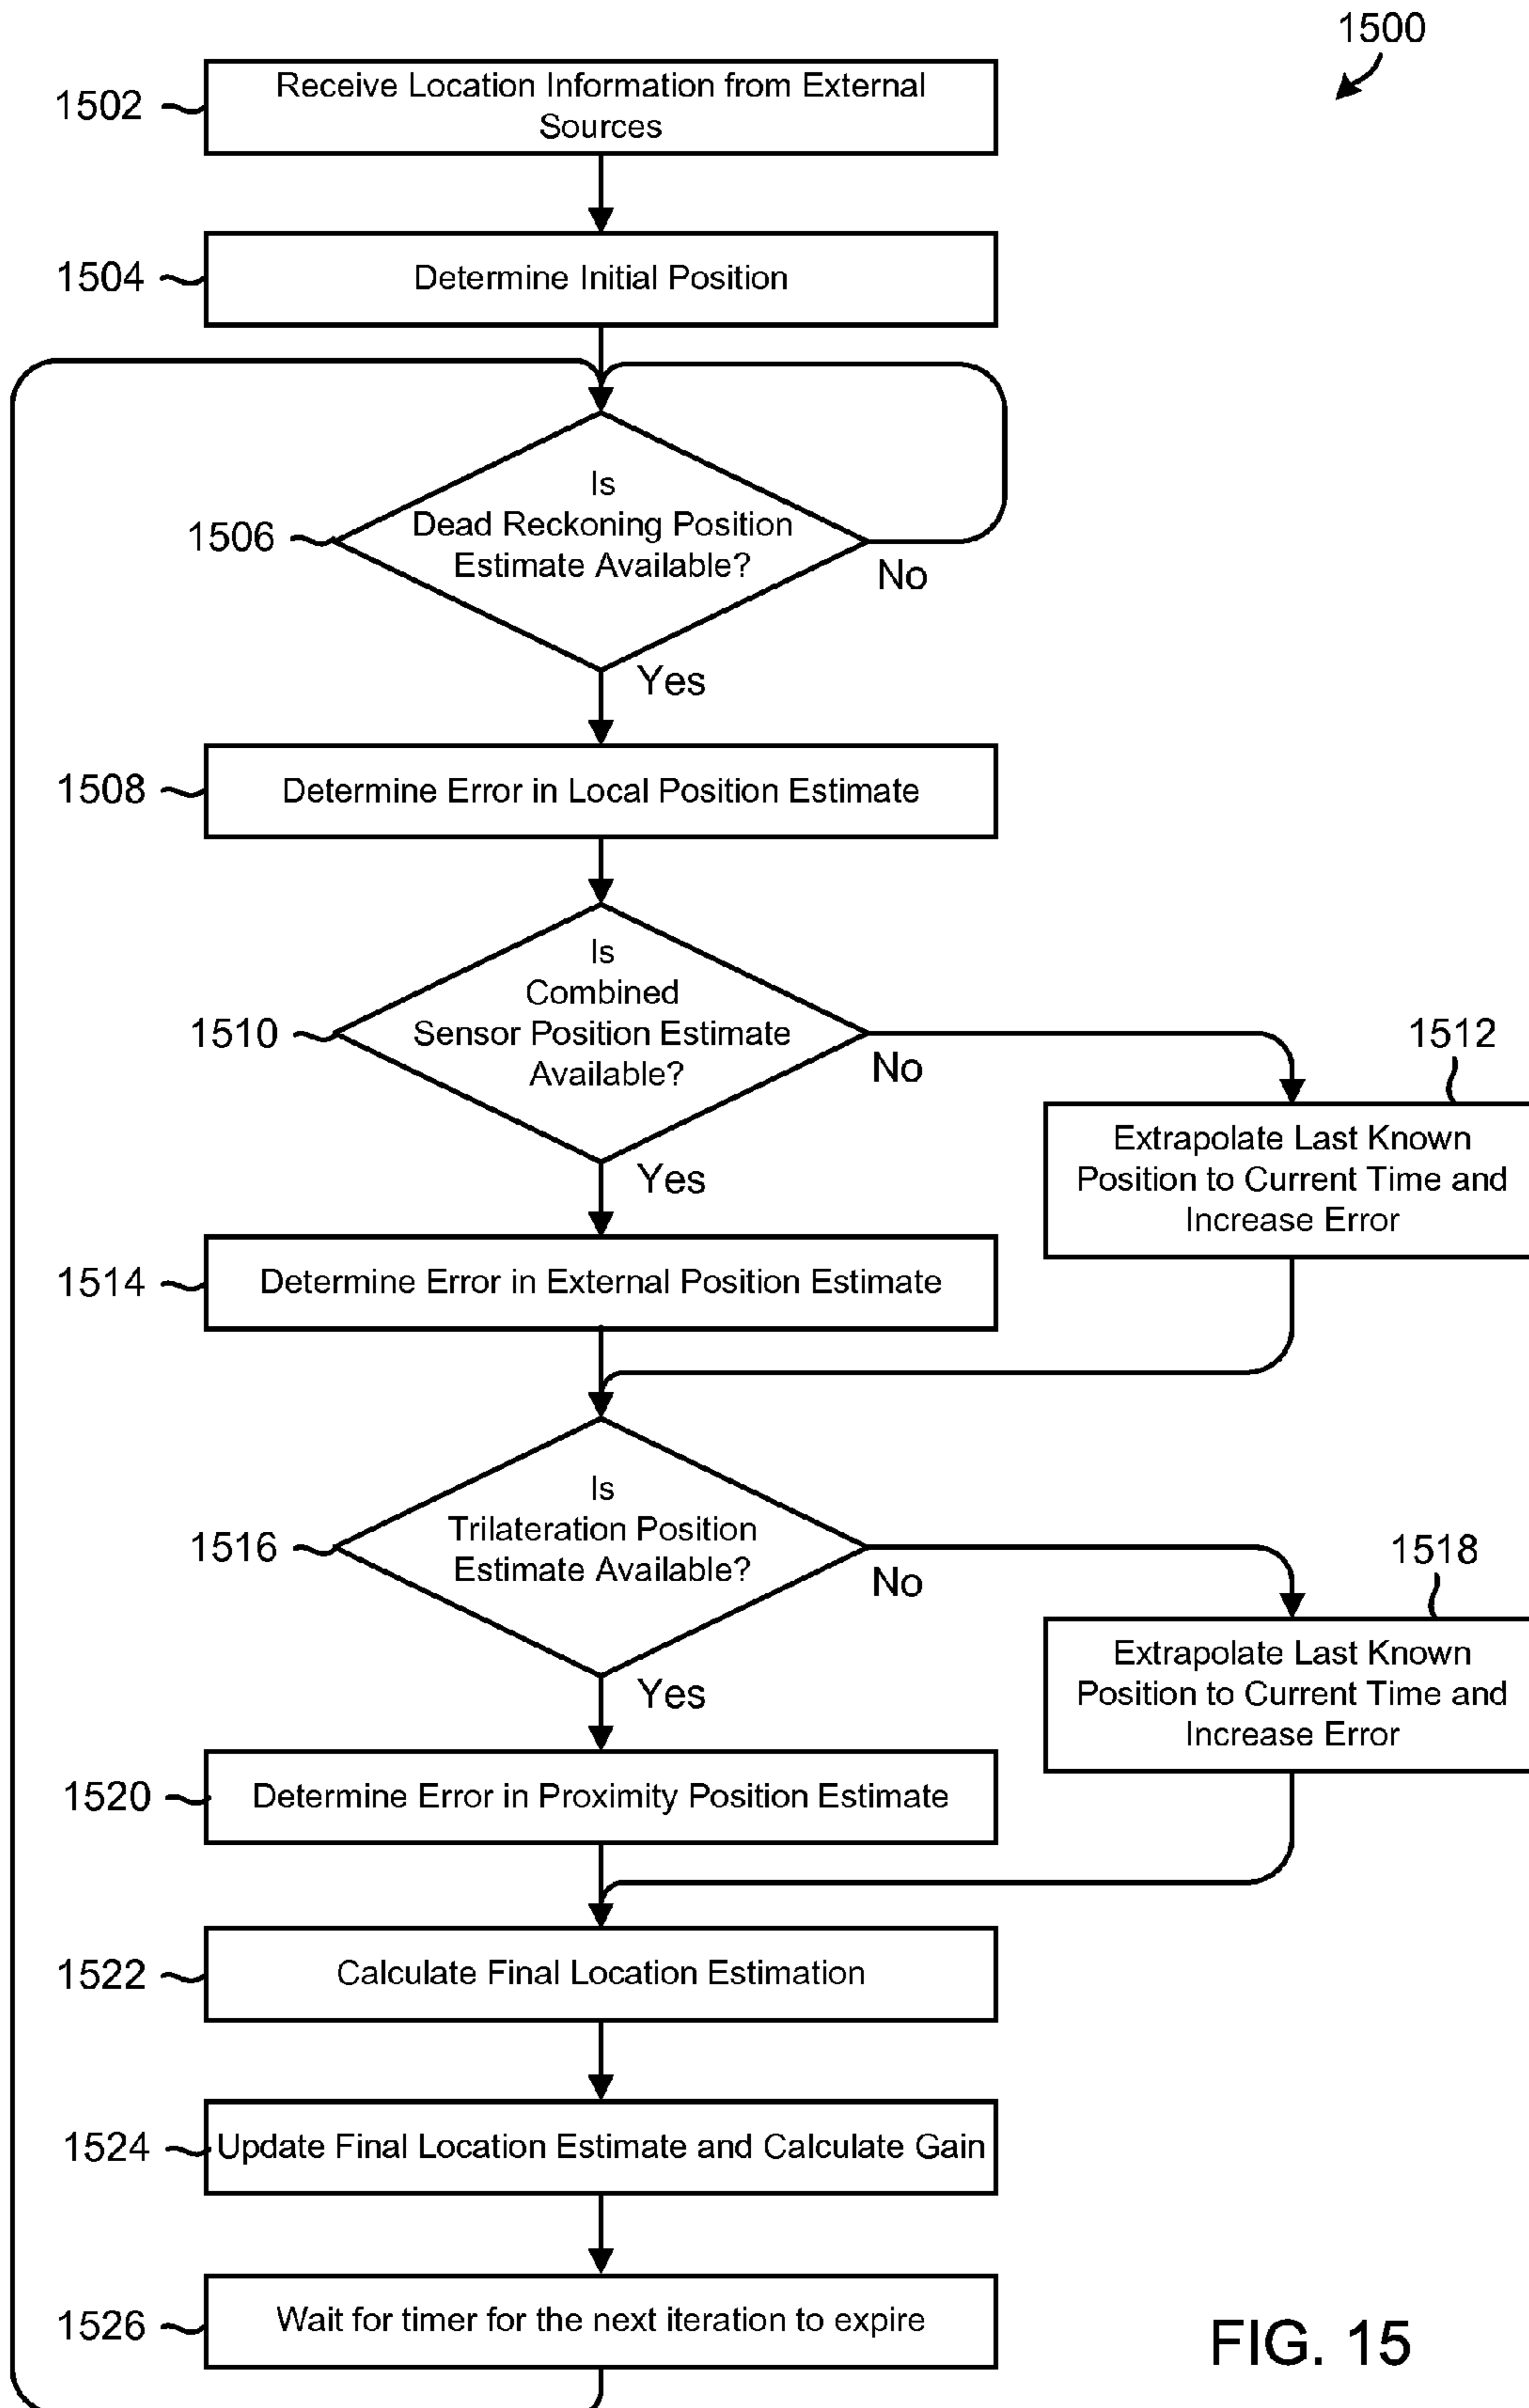 1500
1502
Receive Location Information from External
Sources
1504
Determine Initial Position
1506
Is
Dead Reckoning Position
Estimate Available?
No
Yes
1508
Determine Error in Local Position Estimate
1510
Is
Combined
Sensor Position Estimate
Available?
No
Yes
1512
Extrapolate Last Known
Position to Current Time and
Increase Error
1514
Determine Error in External Position Estimate
1516
Is
Trilateration Position
Estimate Available?
No
Yes
1518
Extrapolate Last Known
Position to Current Time and
Increase Error
1520
Determine Error in Proximity Position Estimate
1522
Calculate Final Location Estimation
1524
Update Final Location Estimate and Calculate Gain
1526
Wait for timer for the next iteration to expire
FIG. 15